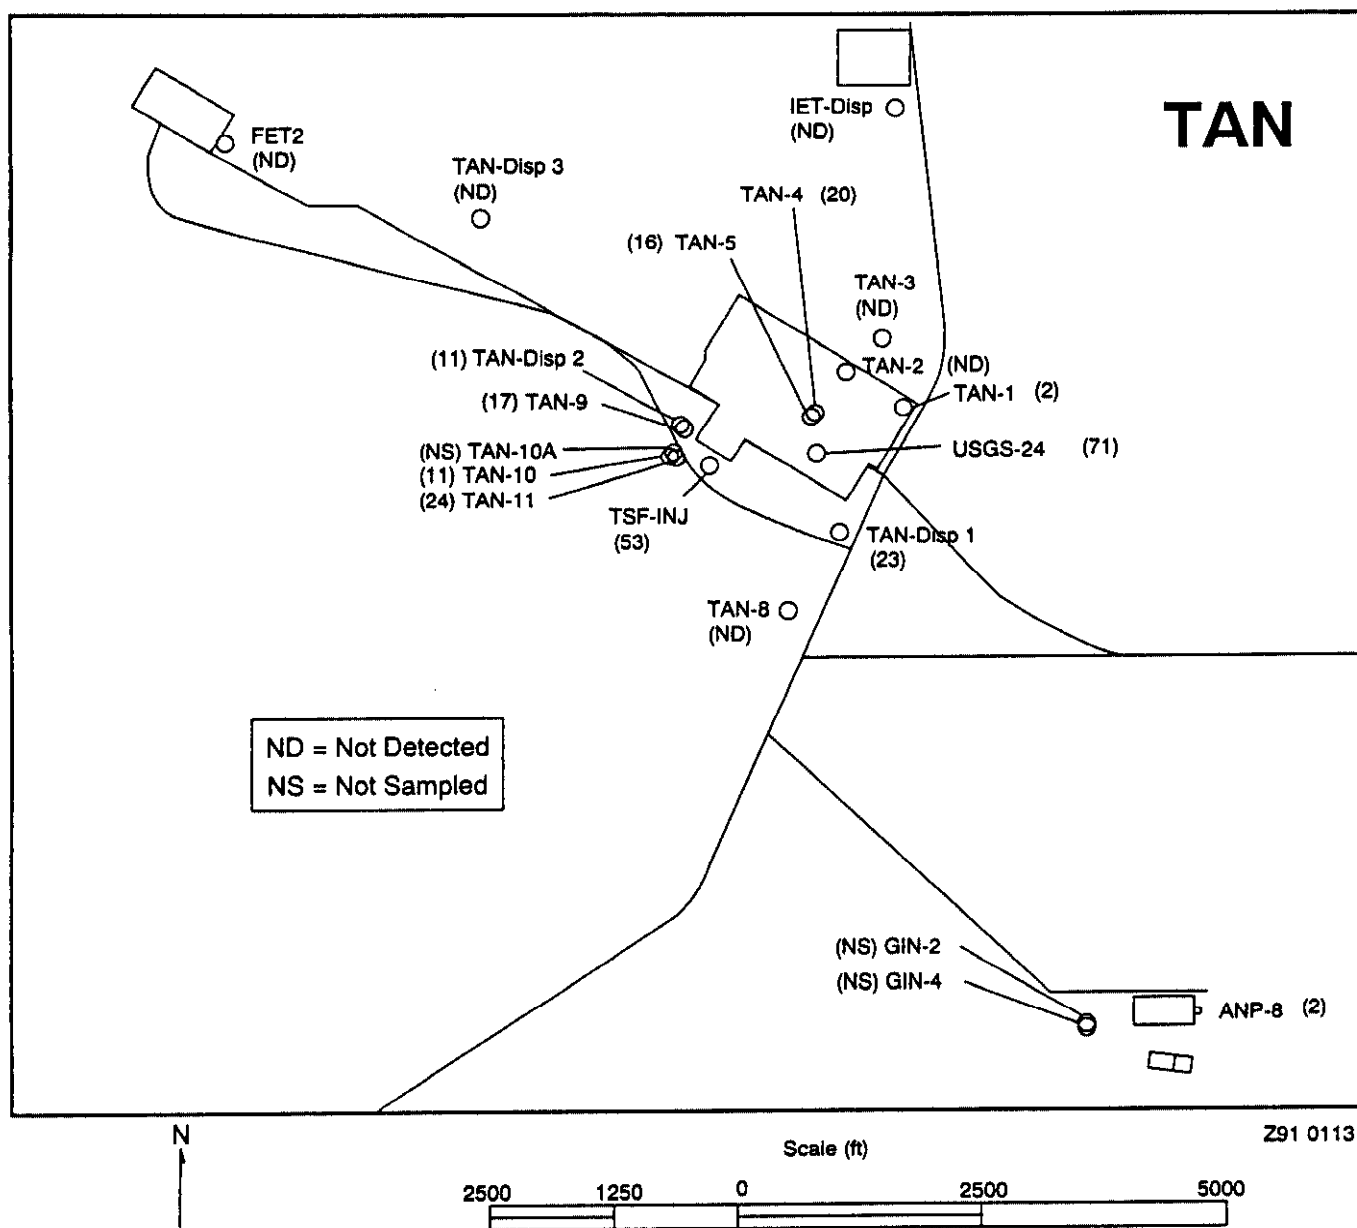 TAN
IET-Disp
(ND)
FET2
(ND)
TAN-Disp 3
(ND)
TAN-4 (20)
(16) TAN-5
TAN-3
(ND)
(11) TAN-Disp 2
TAN-2 (ND)
TAN-1 (2)
(17) TAN-9
(NS) TAN-10A
USGS-24 (71)
(11) TAN-10
(24) TAN-11
TSF-INJ
(53)
TAN-Disp 1
(23)
TAN-8
(ND)
ND = Not Detected
NS = Not Sampled
(NS) GIN-2
(NS) GIN-4
ANP-8 (2)
N
Z91 0113
Scale (ft)
2500 1250 0 2500 5000